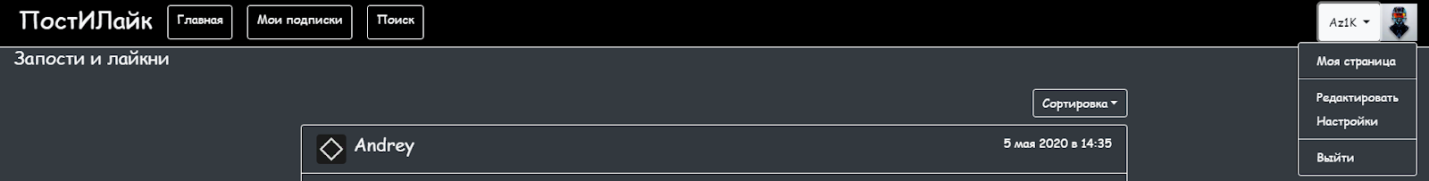 ПостИЛайк Главная Мои подписки Поиск Az1K
Запости и лайкни
Моя страница
Редактировать
Настройки
Выйти
Сортировка
Andrey 5 мая 2020 в 14:35